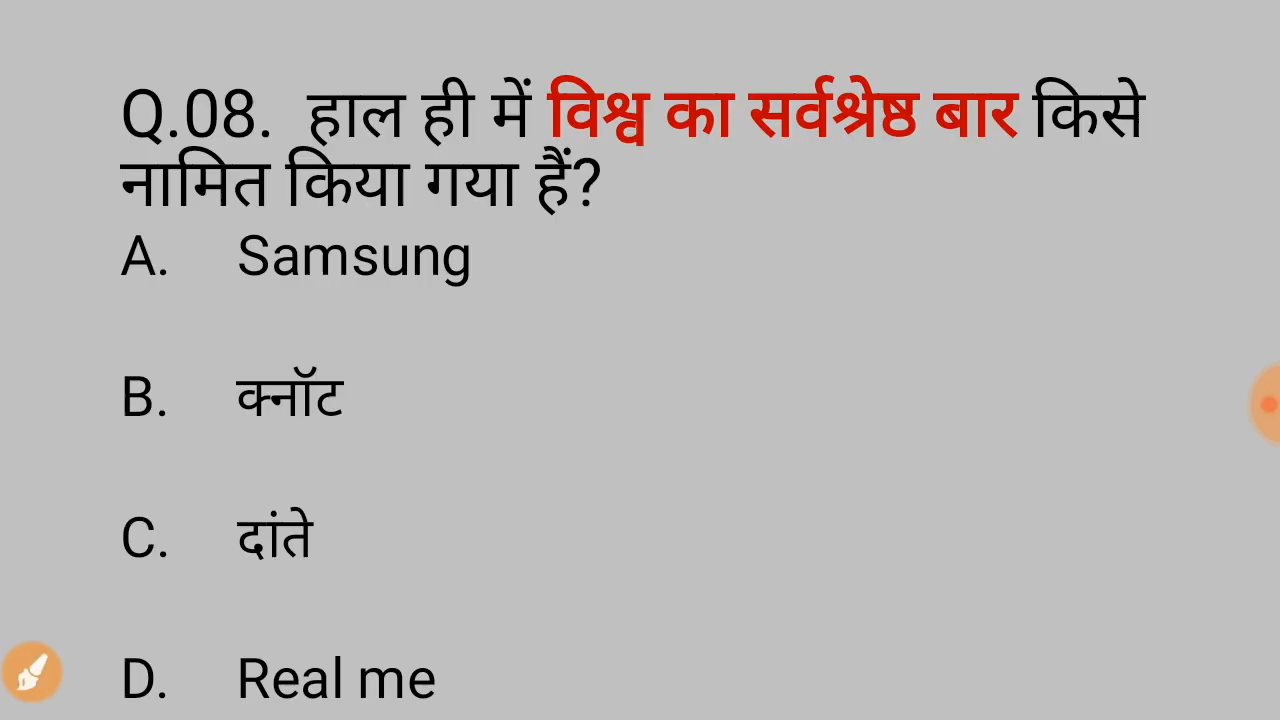 Q.08. हाल ही में विश्व का सर्वश्रेष्ठ बार किसे
नामित किया गया हैं?
A. Samsung
B. क्नॉट
C. दांते
D. Real me